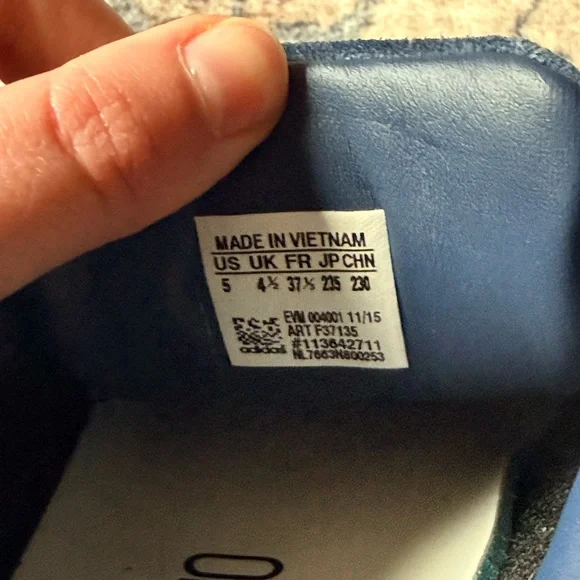 MADE IN VIETNAM
US UK FR JP CHN
5 4½ 37⅓ 235 230
EVM 004001 11/15
ART F37135
#113642711
adidas NL7663N800253